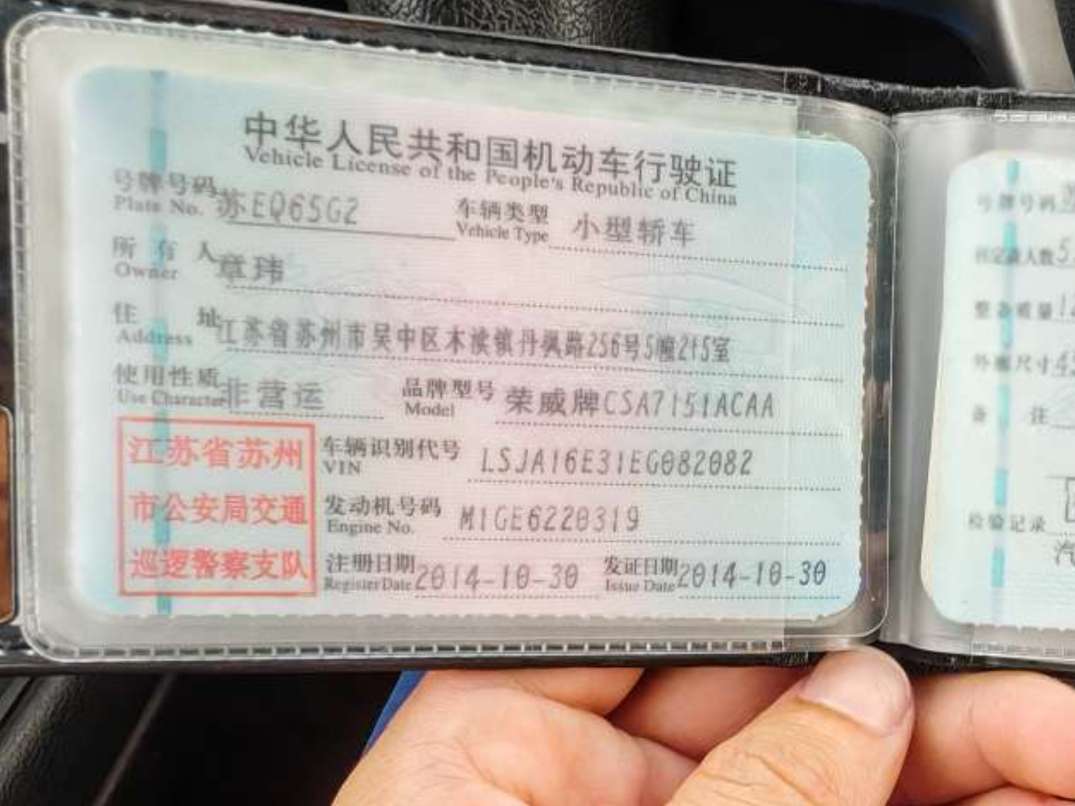 中华人民共和国机动车行驶证
Vehicle License of the People's Republic of China
号牌号码 苏EQ65G2 车辆类型 小型轿车
Plate No. Vehicle Type
所有人 章玮
Owner
住址 江苏省苏州市吴中区木渎镇丹枫路256号5幢215室
Address
使用性质 非营运 品牌型号 荣威牌CSA7151ACAA
Use Character Model
江苏省苏州
市公安局交通
巡逻警察支队
车辆识别代号 LSJA16E31EG082082
VIN
发动机号码 M1GE6220319
Engine No.
注册日期 2014-10-30 发证日期 2014-10-30
Register Date Issue Date
号牌号码
核定载人数 5
整备质量
外廓尺寸
备注
检验记录
汽